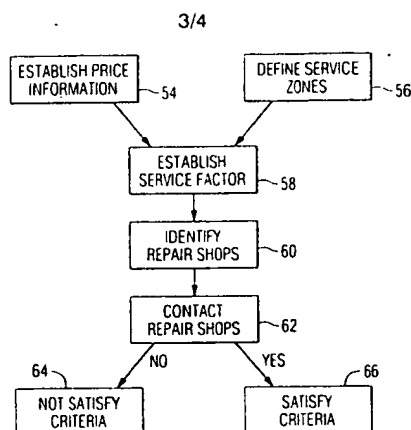 3/4
ESTABLISH PRICE
INFORMATION
54
DEFINE SERVICE
ZONES
56
ESTABLISH
SERVICE FACTOR
58
IDENTIFY
REPAIR SHOPS
60
CONTACT
REPAIR SHOPS
62
NO
YES
64
NOT SATISFY
CRITERIA
66
SATISFY
CRITERIA